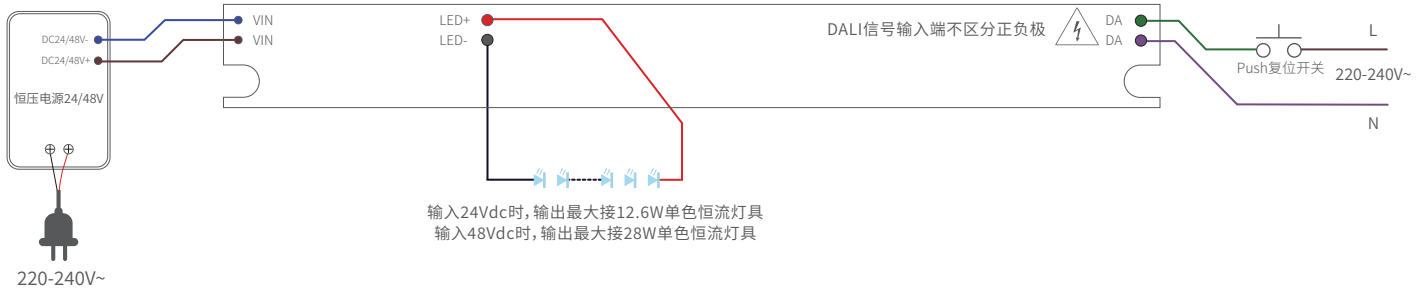 DC24/48V-
DC24/48V+
恒压电源24/48V
220-240V~
VIN
VIN
LED+
LED-
输入24Vdc时,输出最大接12.6W单色恒流灯具
输入48Vdc时,输出最大接28W单色恒流灯具
DALI信号输入端不区分正负极
DA
DA
Push复位开关
L
220-240V~
N